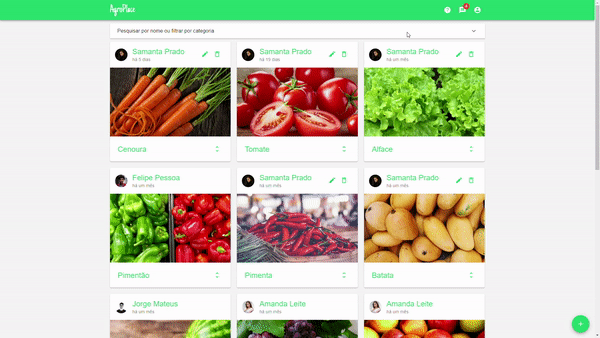 AgroPlace
Pesquisar por nome ou filtrar por categoria
Samanta Prado
há 5 dias
Samanta Prado
há 19 dias
Samanta Prado
há um mês
Cenoura
Tomate
Alface
Felipe Pessoa
há um mês
Samanta Prado
há um mês
Samanta Prado
há um mês
Pimentão
Pimenta
Batata
Jorge Mateus
há um mês
Amanda Leite
há um mês
Amanda Leite
há um mês